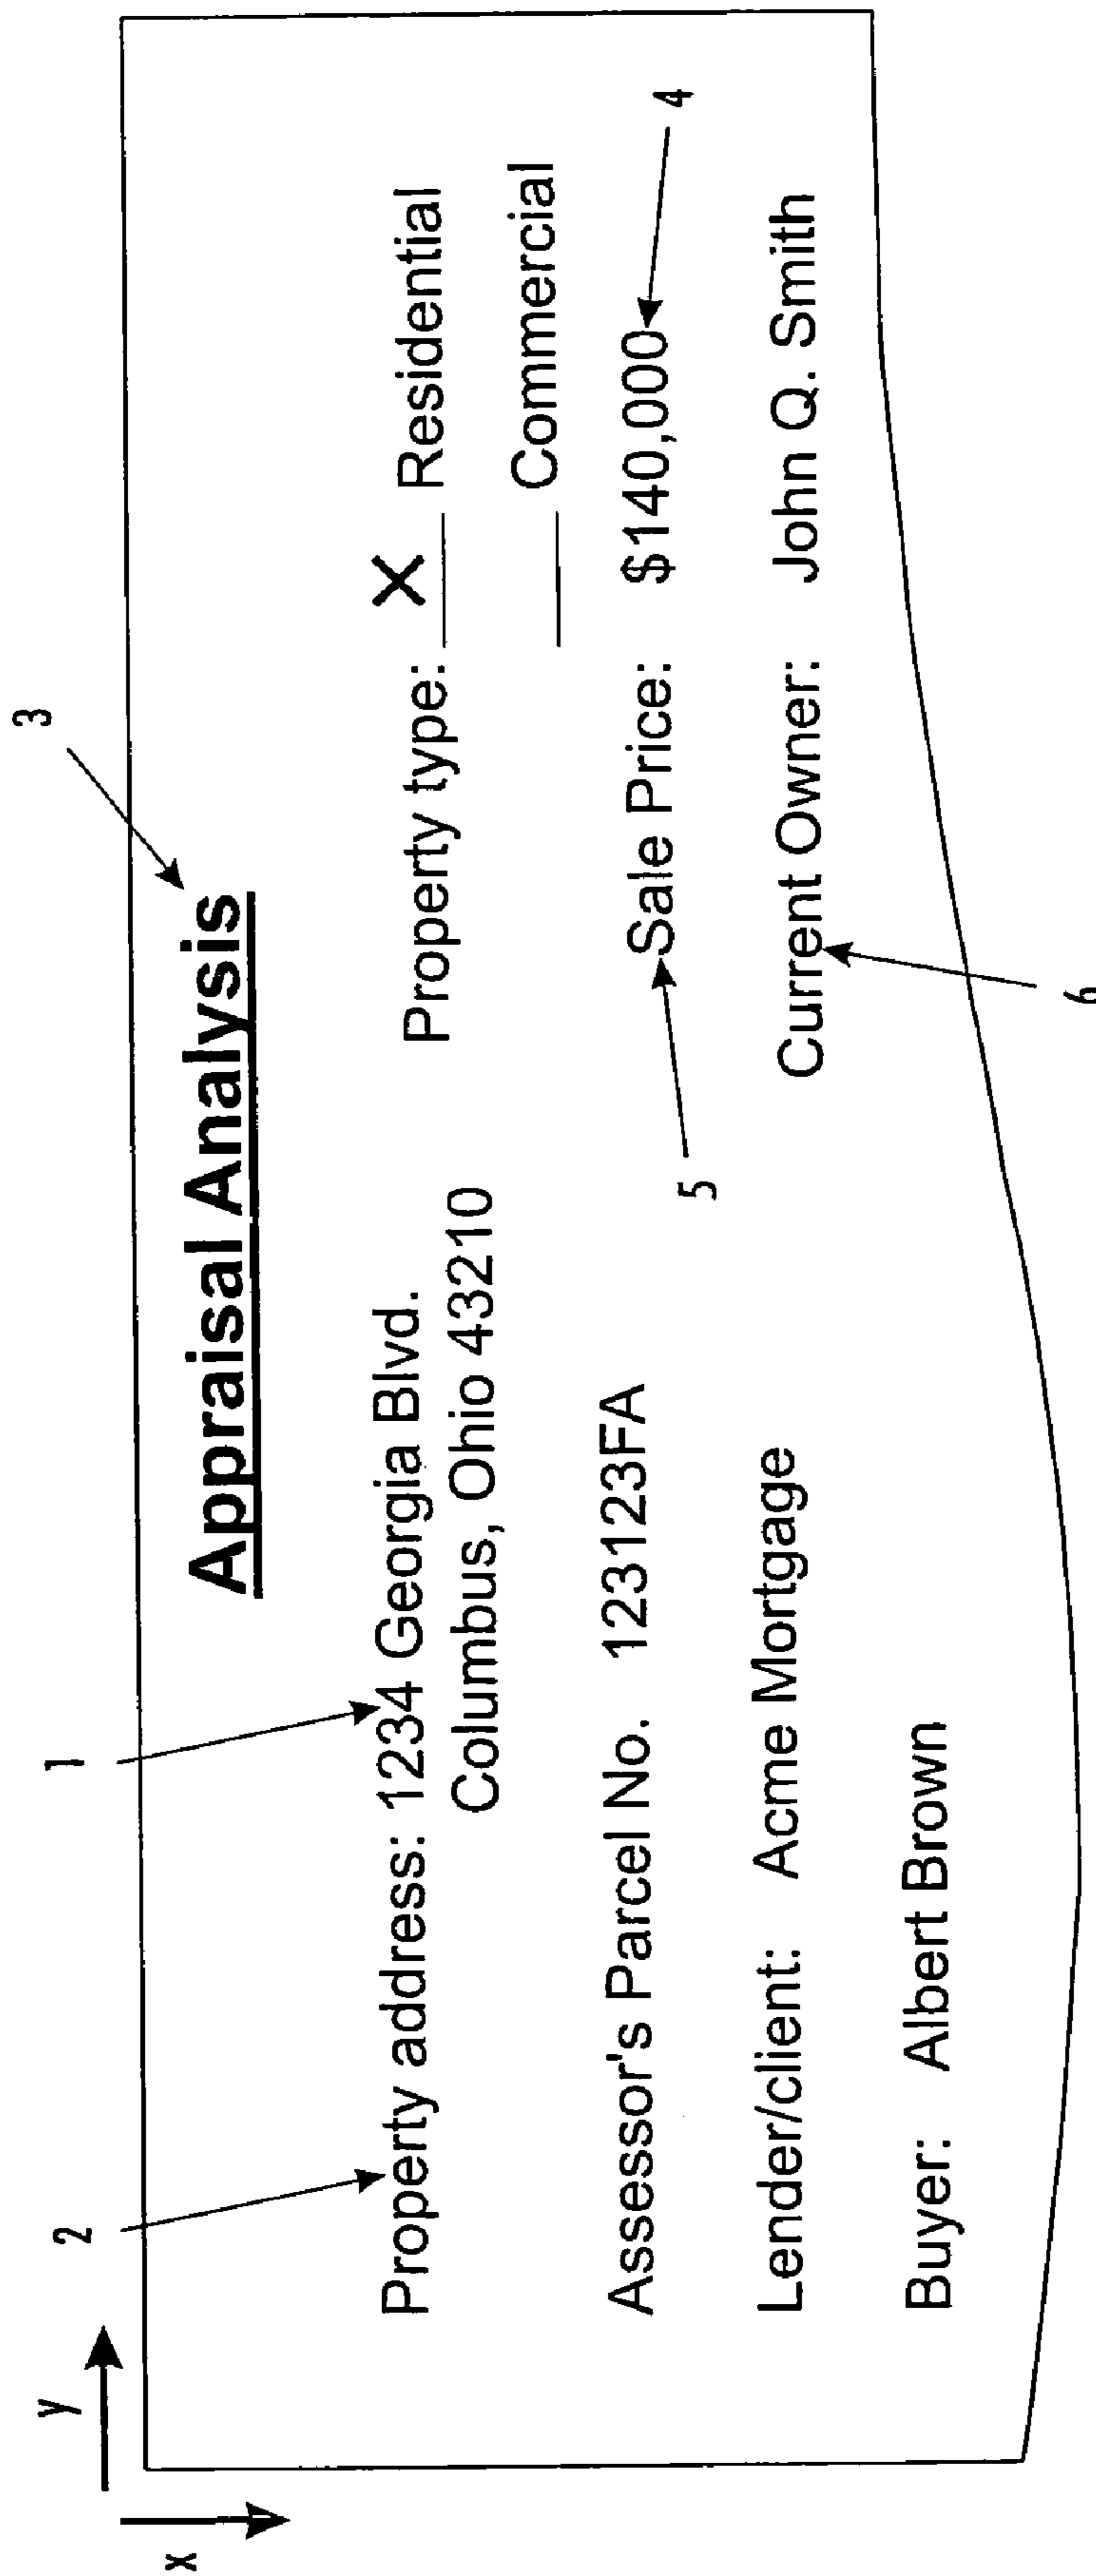 y
x
2
1
3
Appraisal Analysis
Property address: 1234 Georgia Blvd.
Columbus, Ohio 43210
Property type: X Residential
Commercial
Assessor's Parcel No. 123123FA
Sale Price: $140,000
4
5
Lender/client: Acme Mortgage
Current Owner: John Q. Smith
Buyer: Albert Brown
6